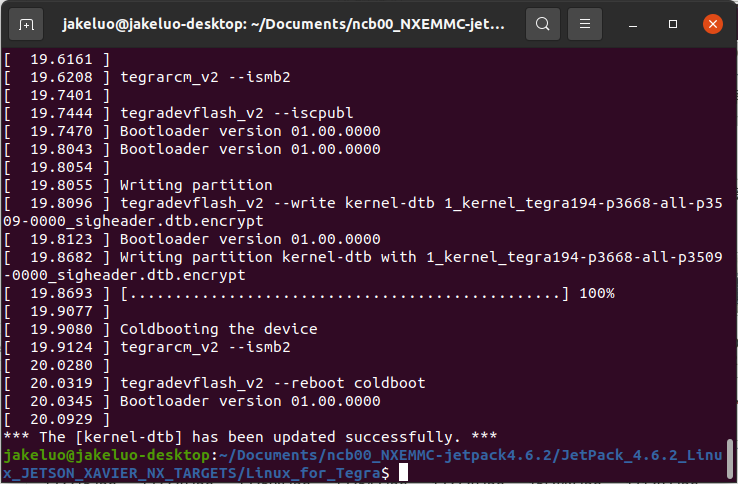 jakeluo@jakeluo-desktop: ~/Documents/ncb00_NXEMMC-jet...
[   19.6161 ]
[   19.6208 ] tegrarcm_v2 --ismb2
[   19.7401 ]
[   19.7444 ] tegradevflash_v2 --iscpubl
[   19.7470 ] Bootloader version 01.00.0000
[   19.8043 ] Bootloader version 01.00.0000
[   19.8054 ]
[   19.8055 ] Writing partition
[   19.8096 ] tegradevflash_v2 --write kernel-dtb 1_kernel_tegra194-p3668-all-p35
09-0000_sigheader.dtb.encrypt
[   19.8123 ] Bootloader version 01.00.0000
[   19.8682 ] Writing partition kernel-dtb with 1_kernel_tegra194-p3668-all-p3509
-0000_sigheader.dtb.encrypt
[   19.8693 ] [................................................] 100%
[   19.9077 ]
[   19.9080 ] Coldbooting the device
[   19.9124 ] tegrarcm_v2 --ismb2
[   20.0280 ]
[   20.0319 ] tegradevflash_v2 --reboot coldboot
[   20.0345 ] Bootloader version 01.00.0000
[   20.0929 ]
*** The [kernel-dtb] has been updated successfully. ***
jakeluo@jakeluo-desktop:~/Documents/ncb00_NXEMMC-jetpack4.6.2/JetPack_4.6.2_Linu
x_JETSON_XAVIER_NX_TARGETS/Linux_for_Tegra$